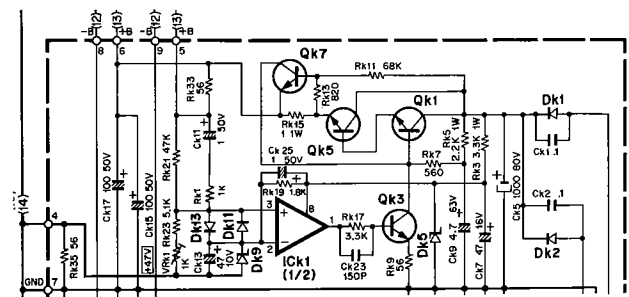 -B (12)
(13) +B
-B (12)
(13) +B
8
6
9
5
Qk7
Rk11 68K
Rk33
56
Rk13
820
Rk15
1 1W
Qk5
Qk1
Dk1
Ck11
1 50V
Rk5
2.2K 1W
Rk3
3.3K 1W
Ck1 .1
Rk21 47K
Ck25
1 50V
Rk7
560
Ck5 1000 80V
Rk1
1K
Rk19 1.8K
Ck17 100 50V
Ck15 100 50V
Rk23 5.1K
Dk13
Dk11
3
8
+
-
2
1
Qk3
Ck2 .1
(14)
4
Rk17
3.3K
Dk5
Ck9 4.7 63V
Ck7 47 16V
Dk2
Rk35 56
+47V
VRk1
1K
Ck13
47
10V
Dk9
ICk1
(1/2)
Ck23
150P
Rk9
56
GND
7